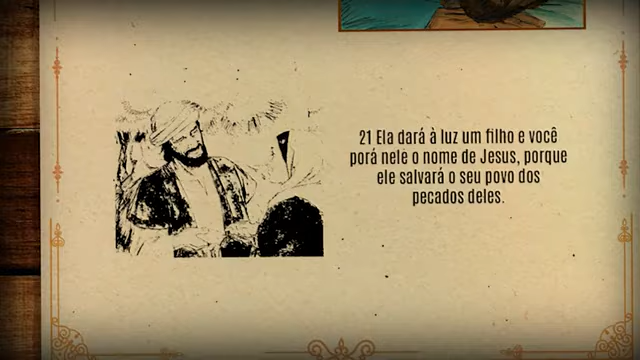 21 Ela dará à luz um filho e você
porá nele o nome de Jesus, porque
ele salvará o seu povo dos
pecados deles.